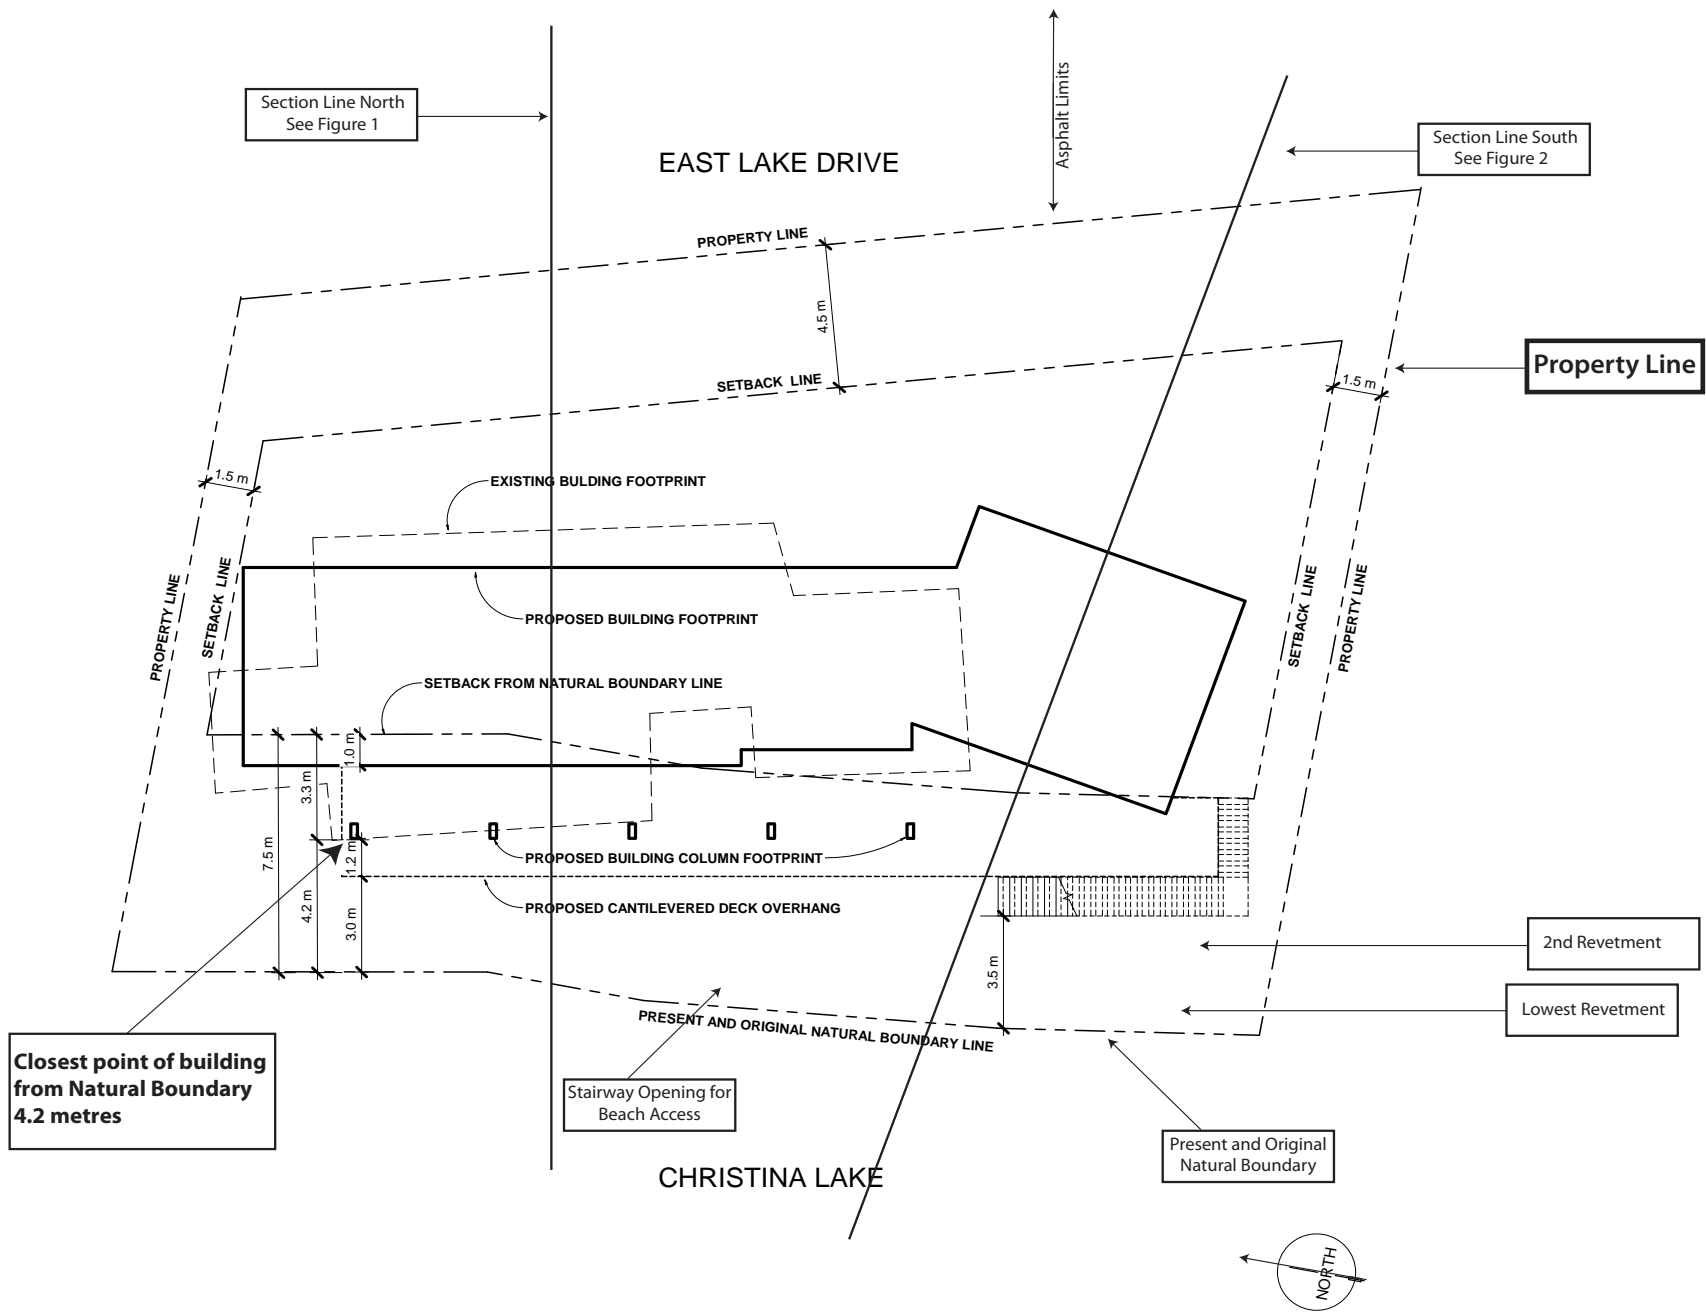 Section Line North
See Figure 1
Asphalt Limits
EAST LAKE DRIVE
Section Line South
See Figure 2
PROPERTY LINE
4.5 m
Property Line
SETBACK LINE
1.5 m
1.5 m
EXISTING BULDING FOOTPRINT
PROPERTY LINE
SETBACK LINE
SETBACK LINE
PROPERTY LINE
PROPOSED BUILDING FOOTPRINT
SETBACK FROM NATURAL BOUNDARY LINE
1.0 m
3.3 m
7.5 m
1.2 m
PROPOSED BUILDING COLUMN FOOTPRINT
4.2 m
3.0 m
PROPOSED CANTILEVERED DECK OVERHANG
2nd Revetment
3.5 m
Lowest Revetment
PRESENT AND ORIGINAL NATURAL BOUNDARY LINE
Closest point of building
from Natural Boundary
4.2 metres
Stairway Opening for
Beach Access
Present and Original
Natural Boundary
CHRISTINA LAKE
NORTH